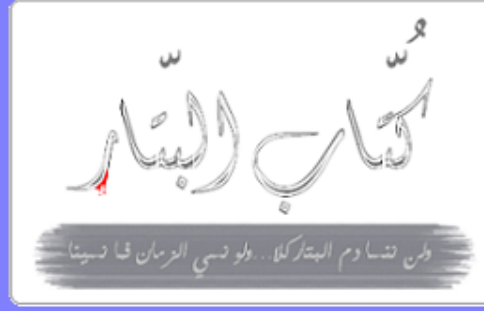 كُتّاب البتّار
ولن ننسا دم البتار كلا...ولو نسي الزمان فما نسينا